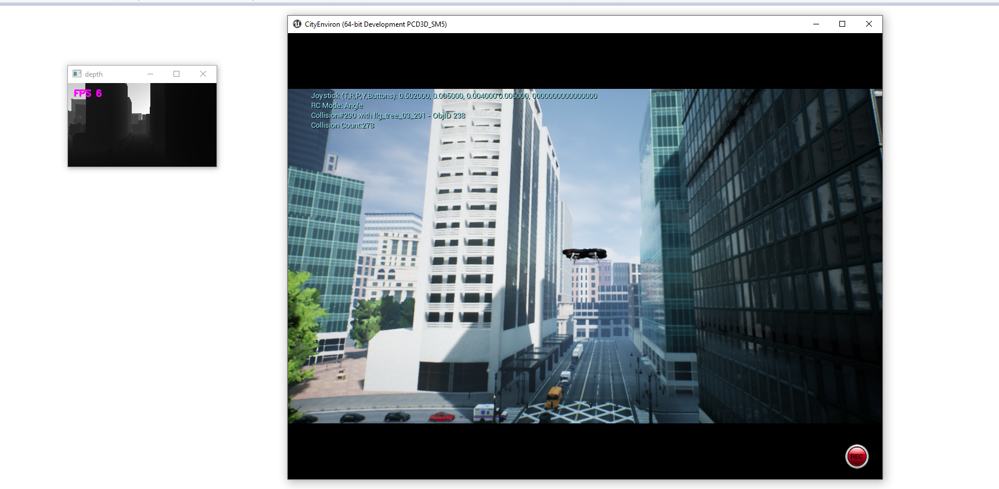 CityEnviron (64-bit Development PCD3D_SM5)
depth
FPS 6
Joystick (T,R,P,Y,Buttons): 0.502000, 0.005000, 0.004000 0.005000, 0000000000000000
RC Mode: Angle
Collision#290 with flg_tree_03_291 - ObjID 238
Collision Count:278
REC